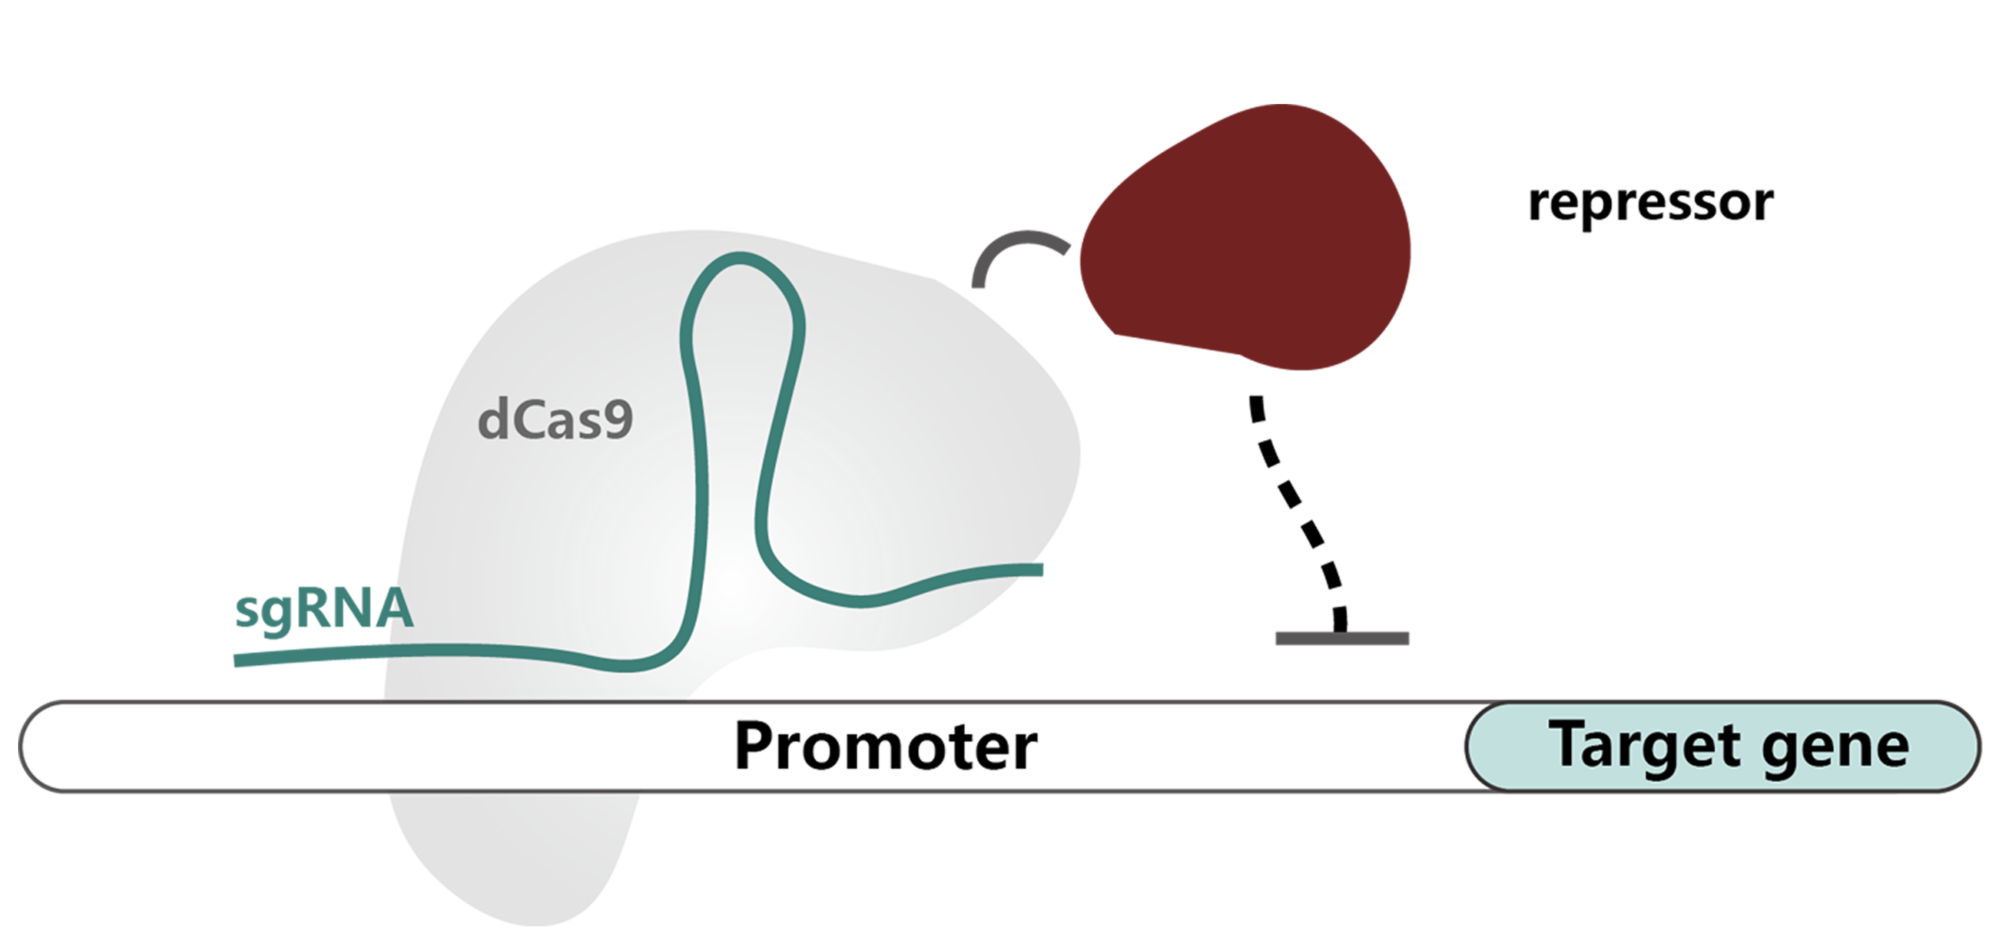 repressor
dCas9
sgRNA
Promoter
Target gene